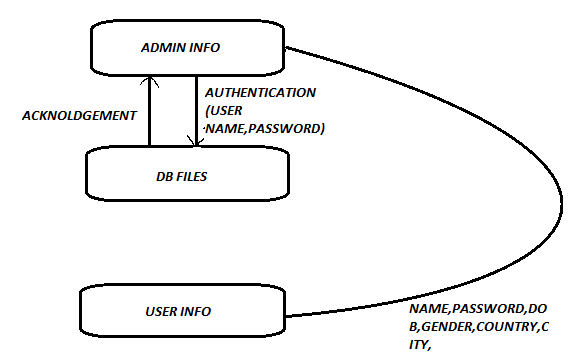 ADMIN INFO
AUTHENTICATION
(USER
NAME,PASSWORD)
ACKNOLDGEMENT
DB FILES
USER INFO
NAME,PASSWORD,DO
B,GENDER,COUNTRY,C
ITY,